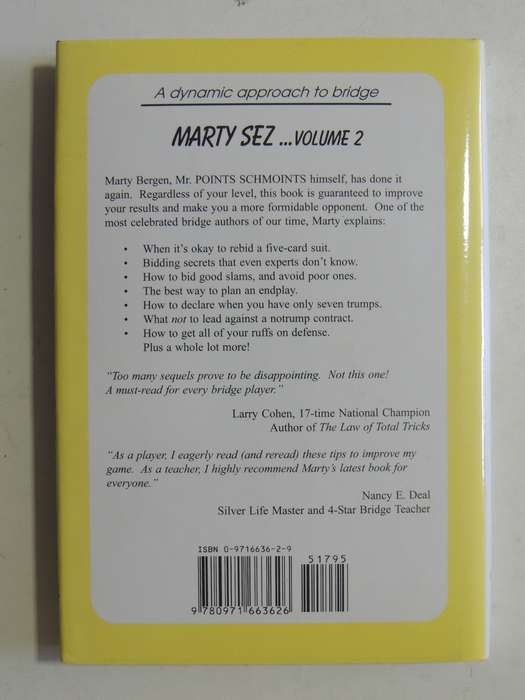 A dynamic approach to bridge
MARTY SEZ ...VOLUME 2
Marty Bergen, Mr. POINTS SCHMOINTS himself, has done it
again. Regardless of your level, this book is guaranteed to improve
your results and make you a more formidable opponent. One of the
most celebrated bridge authors of our time, Marty explains:
• When it's okay to rebid a five-card suit.
• Bidding secrets that even experts don't know.
• How to bid good slams, and avoid poor ones.
• The best way to plan an endplay.
• How to declare when you have only seven trumps.
• What not to lead against a notrump contract.
• How to get all of your ruffs on defense.
Plus a whole lot more!
"Too many sequels prove to be disappointing. Not this one!
A must-read for every bridge player."
Larry Cohen, 17-time National Champion
Author of The Law of Total Tricks
"As a player, I eagerly read (and reread) these tips to improve my
game. As a teacher, I highly recommend Marty's latest book for
everyone."
Nancy E. Deal
Silver Life Master and 4-Star Bridge Teacher
ISBN 0-9716636-2-9
51795
9 780971 663626